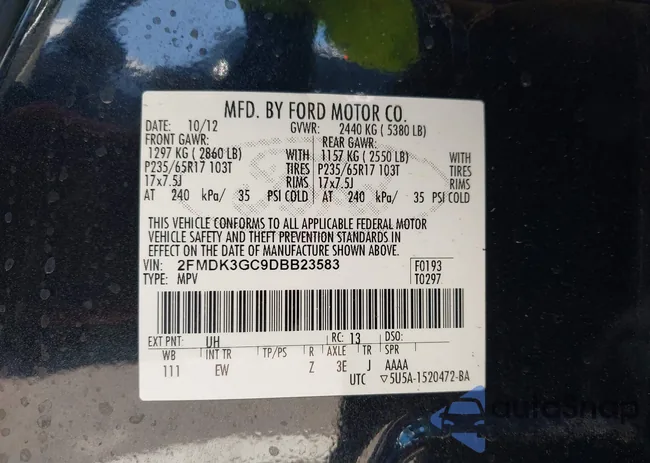 MFD. BY FORD MOTOR CO.
DATE: 10/12 GVWR: 2440 KG ( 5380 LB)
FRONT GAWR: REAR GAWR:
1297 KG ( 2860 LB) WITH 1157 KG ( 2550 LB) WITH
P235/65R17 103T TIRES P235/65R17 103T TIRES
17x7.5J RIMS 17x7.5J RIMS
AT 240 kPa/ 35 PSI COLD AT 240 kPa/ 35 PSI COLD
THIS VEHICLE CONFORMS TO ALL APPLICABLE FEDERAL MOTOR
VEHICLE SAFETY AND THEFT PREVENTION STANDARDS IN
EFFECT ON THE DATE OF MANUFACTURE SHOWN ABOVE.
VIN: 2FMDK3GC9DBB23583 F0193
TYPE: MPV T0297
EXT PNT: UH RC: 13 DSO:
WB INT TR TP/PS R AXLE TR SPR
111 EW Z 3E J AAAA
UTC ▽5U5A-1520472-BA
autoSnap